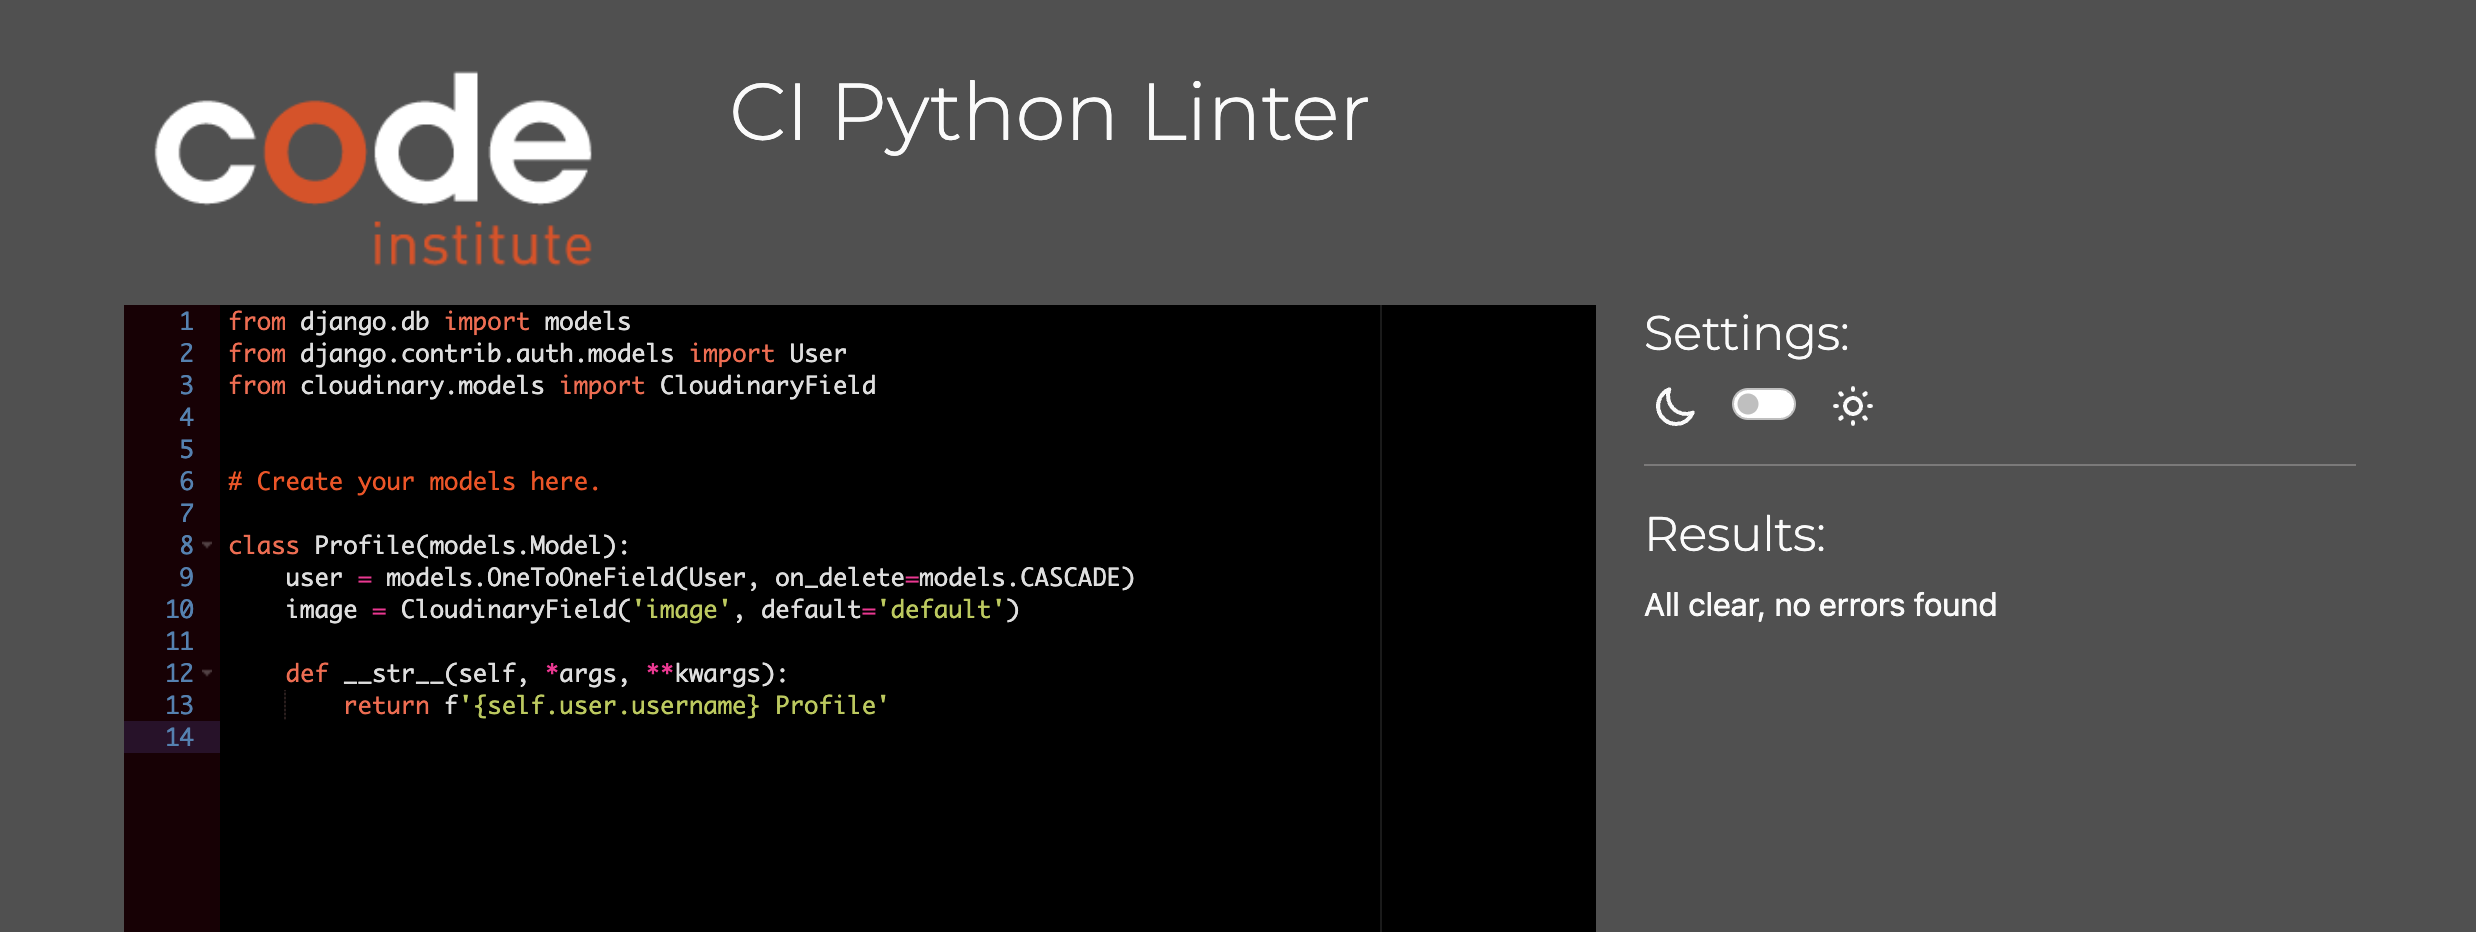 code
institute
CI Python Linter
1 from django.db import models
2 from django.contrib.auth.models import User
3 from cloudinary.models import CloudinaryField
4
5
6 # Create your models here.
7
8 class Profile(models.Model):
9     user = models.OneToOneField(User, on_delete=models.CASCADE)
10     image = CloudinaryField('image', default='default')
11
12     def __str__(self, *args, **kwargs):
13         return f'{self.user.username} Profile'
14
Settings:
Results:
All clear, no errors found